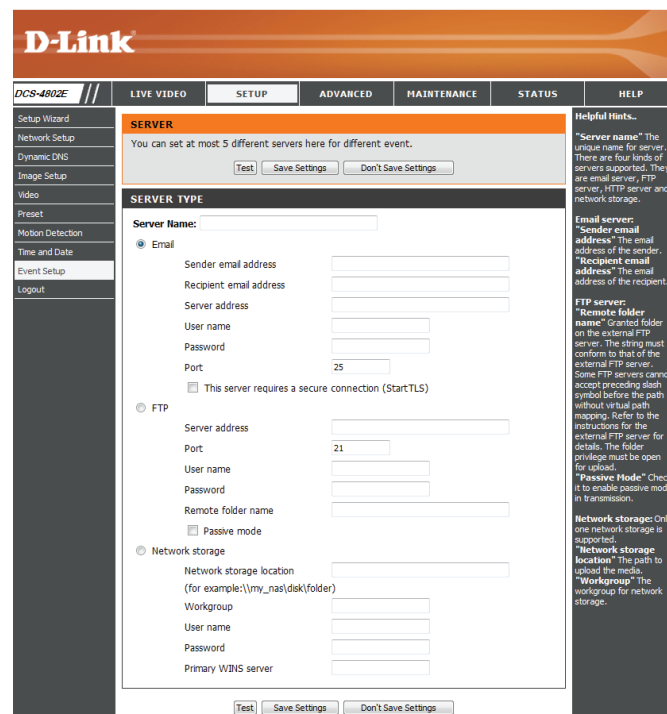 D-Link
DCS-4802E
LIVE VIDEO
SETUP
ADVANCED
MAINTENANCE
STATUS
HELP
Setup Wizard
Network Setup
Dynamic DNS
Image Setup
Video
Preset
Motion Detection
Time and Date
Event Setup
Logout
SERVER
You can set at most 5 different servers here for different event.
Test Save Settings Don't Save Settings
SERVER TYPE
Server Name:
Email
Sender email address
Recipient email address
Server address
User name
Password
Port 25
This server requires a secure connection (StartTLS)
FTP
Server address
Port 21
User name
Password
Remote folder name
Passive mode
Network storage
Network storage location
(for example:\\my_nas\disk\folder)
Workgroup
User name
Password
Primary WINS server
Test Save Settings Don't Save Settings
Helpful Hints..
"Server name" The
unique name for server.
There are four kinds of
servers supported. They
are email server, FTP
server, HTTP server and
network storage.
Email server:
"Sender email
address" The email
address of the sender.
"Recipient email
address" The email
address of the recipient.
FTP server:
"Remote folder
name" Granted folder
on the external FTP
server. The string must
conform to that of the
external FTP server.
Some FTP servers cann
accept preceding slash
symbol before the path
without virtual path
mapping. Refer to the
instructions for the
external FTP server for
details. The folder
privilege must be open
for upload.
"Passive Mode" Chec
it to enable passive mod
in transmission.
Network storage: Onl
one network storage is
supported.
"Network storage
location" The path to
upload the media.
"Workgroup" The
workgroup for network
storage.